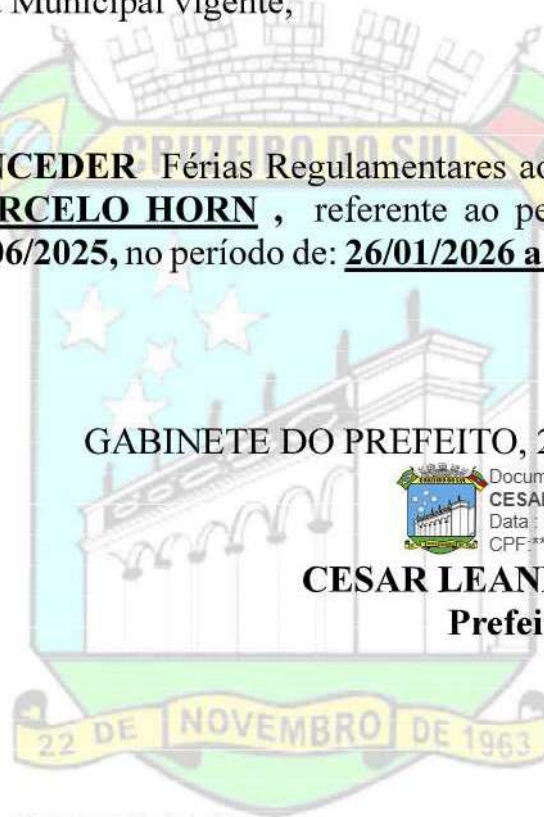 Municipal Vigente,
CRUZEIRO DO SUL
NCEDER Férias Regulamentares ao
RCELO HORN , referente ao pe
06/2025, no período de: 26/01/2026 a
GABINETE DO PREFEITO, 2
Docum
CESAR
Data :
CPF:**
CESAR LEAN
Prefei
22 DE NOVEMBRO DE 1963